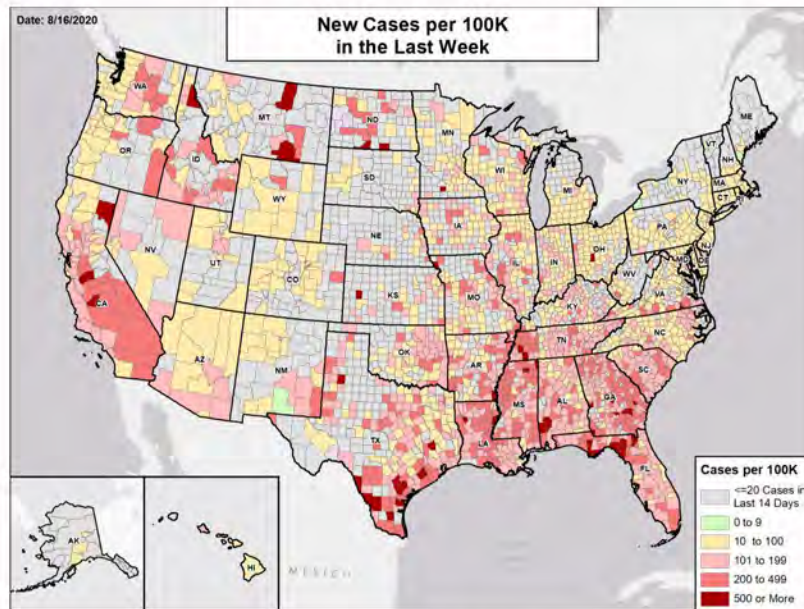 Date: 8/16/2020
New Cases per 100K
in the Last Week
WA
MT
ND
MN
ME
OR
ID
SD
WI
VT
NH
NY
MA
CT
WY
MI
IA
NE
PA
NJ
NV
UT
CO
IL
IN
OH
MD
DE
WV
VA
CA
KS
MO
KY
NC
TN
OK
AZ
NM
AR
SC
MS
AL
GA
TX
LA
FL
AK
HI
MEXICO
Cases per 100K
<=20 Cases in
Last 14 Days
0 to 9
10 to 100
101 to 199
200 to 499
500 or More